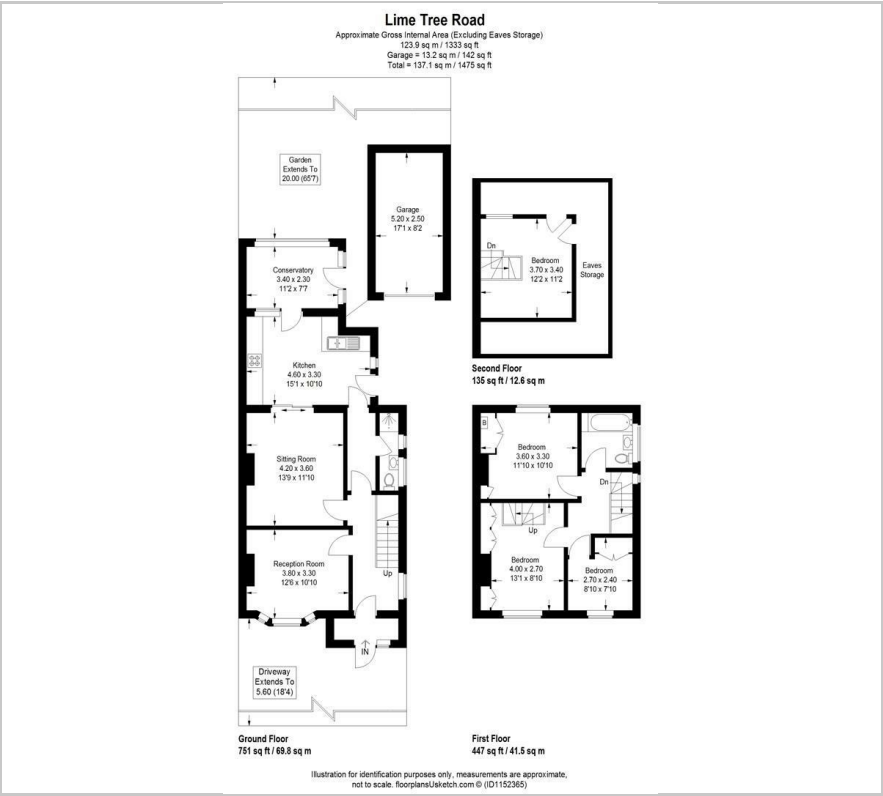 Lime Tree Road
Approximate Gross Internal Area (Excluding Eaves Storage)
123.9 sq m / 1333 sq ft
Garage = 13.2 sq m / 142 sq ft
Total = 137.1 sq m / 1475 sq ft
Garden
Extends To
20.00 (65'7)
Garage
5.20 x 2.50
17'1 x 8'2
Conservatory
3.40 x 2.30
11'2 x 7'7
Kitchen
4.60 x 3.30
15'1 x 10'10
Sitting Room
4.20 x 3.60
13'9 x 11'10
Reception Room
3.80 x 3.30
12'6 x 10'10
Up
IN
Driveway
Extends To
5.60 (18'4)
Ground Floor
751 sq ft / 69.8 sq m
Dn
Bedroom
3.70 x 3.40
12'2 x 11'2
Eaves
Storage
Second Floor
135 sq ft / 12.6 sq m
B
Bedroom
3.60 x 3.30
11'10 x 10'10
Dn
Up
Bedroom
4.00 x 2.70
13'1 x 8'10
Bedroom
2.70 x 2.40
8'10 x 7'10
First Floor
447 sq ft / 41.5 sq m
Illustration for identification purposes only, measurements are approximate,
not to scale. floorplansUsketch.com © (ID1152365)